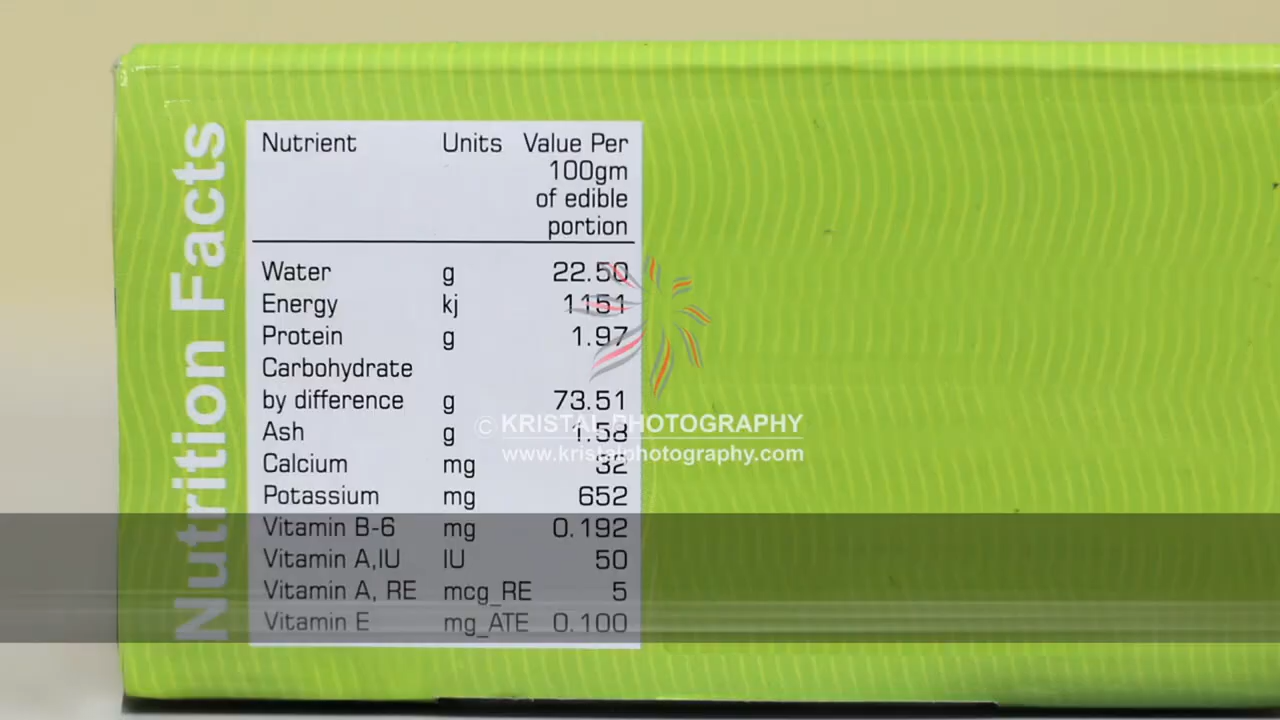 Nutrition Facts
Nutrient Units Value Per
100gm
of edible
portion
Water g 22.50
Energy kj 1151
Protein g 1.97
Carbohydrate
by difference g 73.51
Ash g 1.58
Calcium mg 32
Potassium mg 652
Vitamin B-6 mg 0.192
Vitamin A,IU IU 50
Vitamin A, RE mcg_RE 5
Vitamin E mg_ATE 0.100
© KRISTAL PHOTOGRAPHY
www.kristalphotography.com